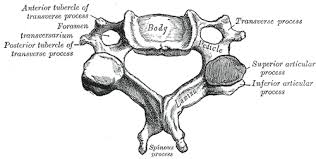 Anterior tubercle of
transverse process
Foramen
transversarium
Posterior tubercle of
transverse process
Body
Pedicle
Transverse process
Superior articular
process
Inferior articular
process
Lamina
Spinous
process